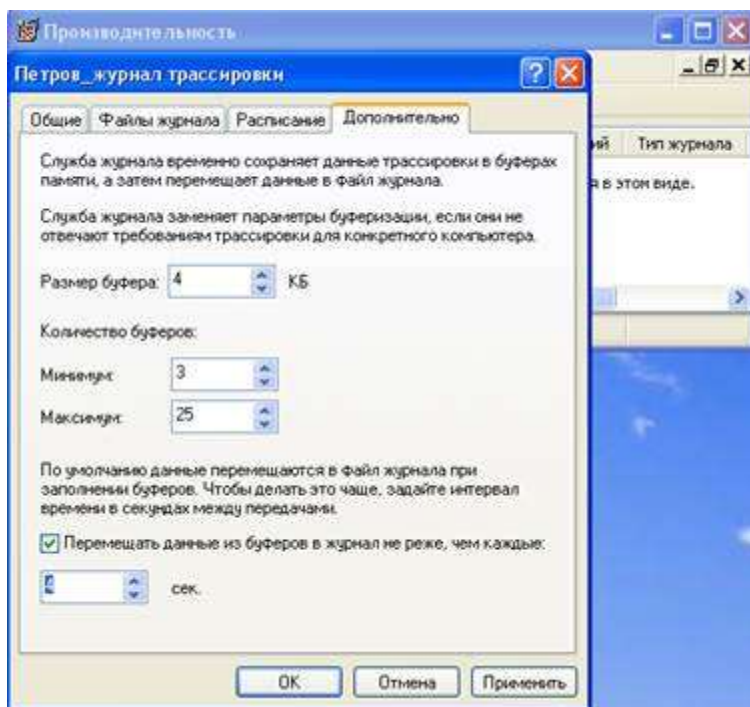 Производительность
Петров_журнал трассировки
Общие Файлы журнала Расписание Дополнительно
Тип журнала
Служба журнала временно сохраняет данные трассировки в буферах
памяти, а затем перемещает данные в файл журнала.
я в этом виде.
Служба журнала заменяет параметры буферизации, если они не
отвечают требованиям трассировки для конкретного компьютера.
Размер буфера: 4 КБ
Количество буферов:
Минимум: 3
Максимум: 25
По умолчанию данные перемещаются в файл журнала при
заполнении буферов. Чтобы делать это чаще, задайте интервал
времени в секундах между передачами.
Перемещать данные из буферов в журнал не реже, чем каждые:
сек.
OK Отмена Применить